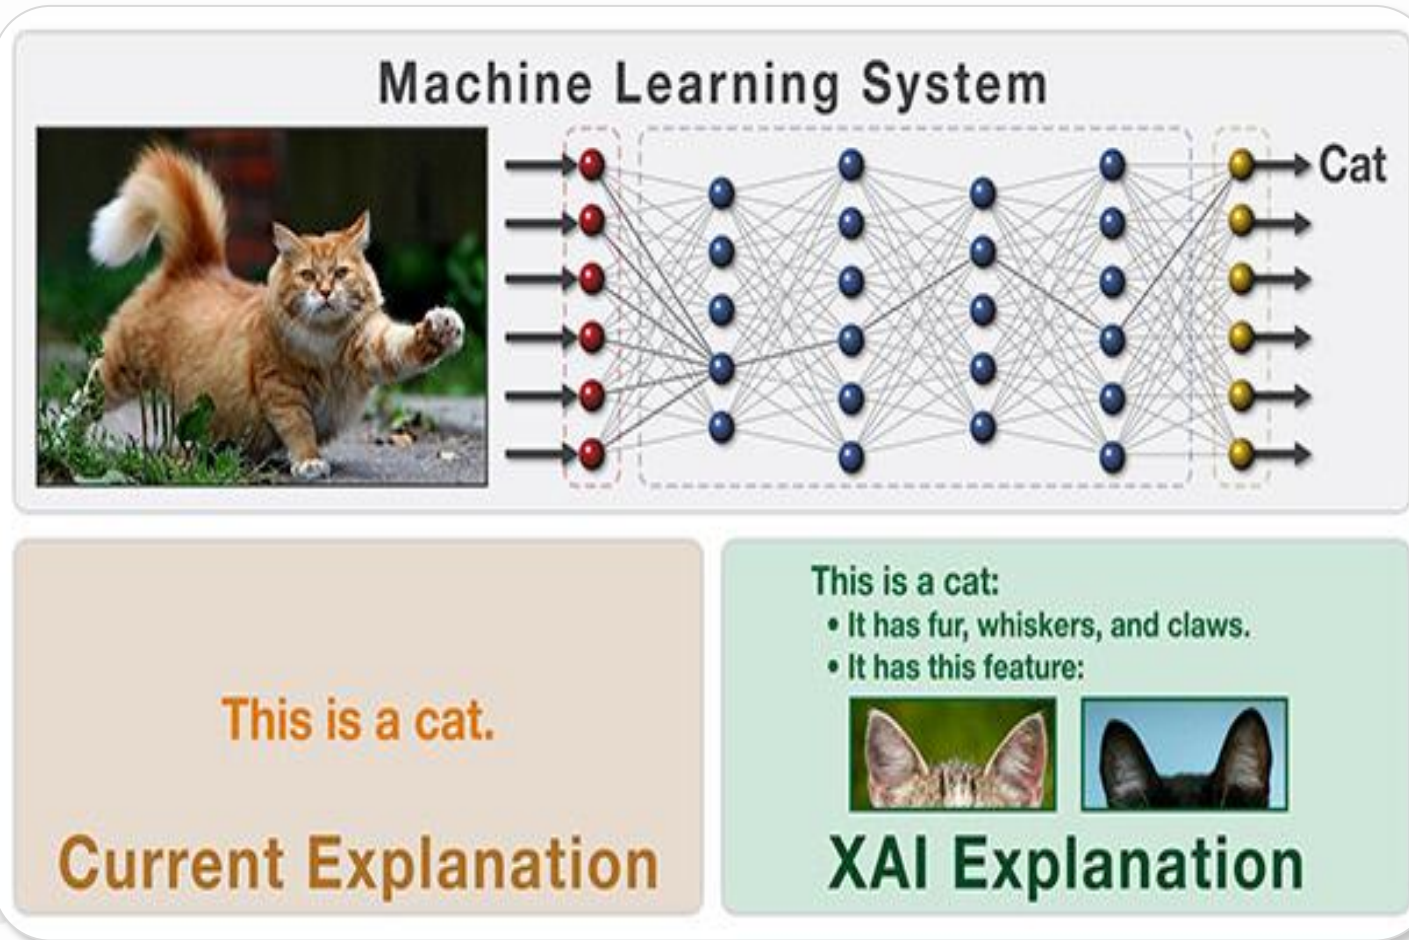 Machine Learning System
Cat
This is a cat.
Current Explanation
This is a cat:
• It has fur, whiskers, and claws.
• It has this feature:
XAI Explanation